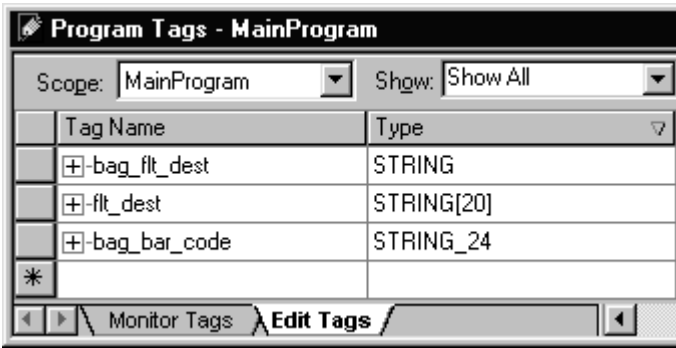 Program Tags - MainProgram
Scope: MainProgram Show: Show All
Tag Name Type
bag_flt_dest STRING
flt_dest STRING[20]
bag_bar_code STRING_24
Monitor Tags Edit Tags